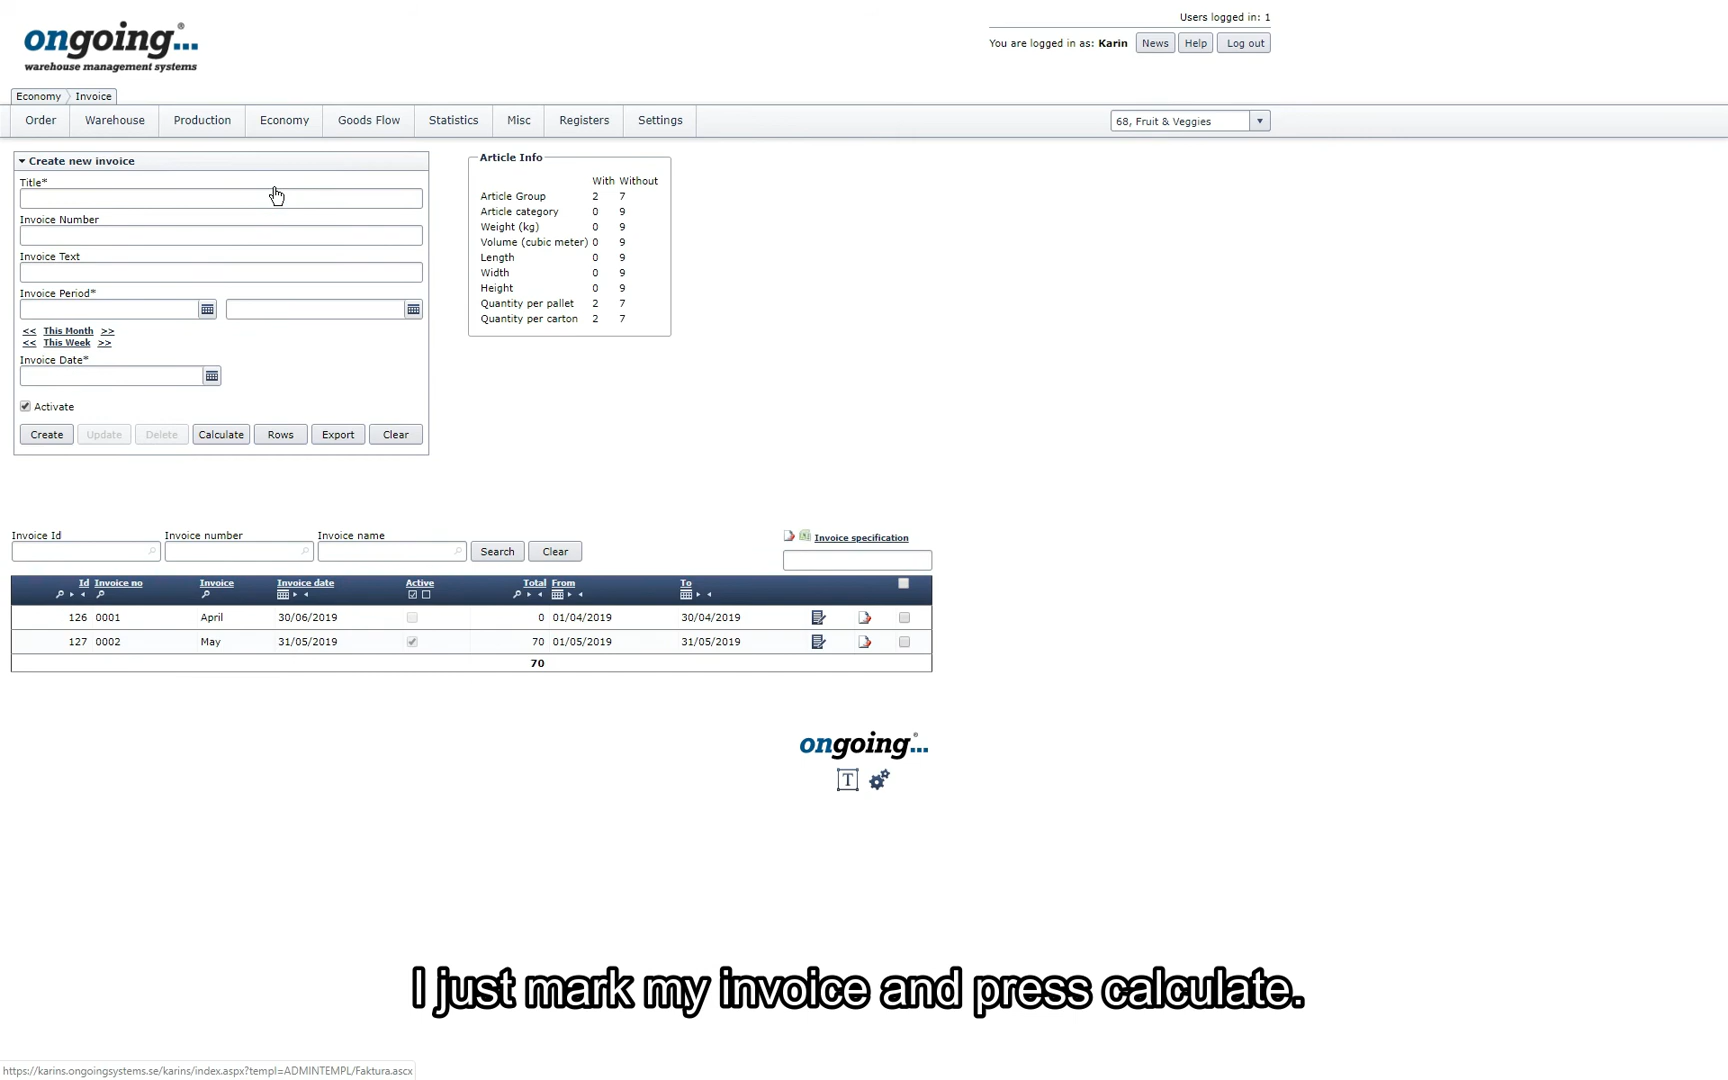 Users logged in: 1
ongoing...®
warehouse management systems
You are logged in as: Karin News Help Log out
Economy Invoice
Order Warehouse Production Economy Goods Flow Statistics Misc Registers Settings 68, Fruit & Veggies
Create new invoice
Title*
Invoice Number
Invoice Text
Invoice Period*
<< This Month >>
<< This Week >>
Invoice Date*
Activate
Create Update Delete Calculate Rows Export Clear
Article Info
With Without
Article Group 2 7
Article category 0 9
Weight (kg) 0 9
Volume (cubic meter) 0 9
Length 0 9
Width 0 9
Height 0 9
Quantity per pallet 2 7
Quantity per carton 2 7
Invoice Id Invoice number Invoice name
Search Clear
Invoice specification
Id Invoice no Invoice Invoice date Active Total From To
126 0001 April 30/06/2019 0 01/04/2019 30/04/2019
127 0002 May 31/05/2019 70 01/05/2019 31/05/2019
70
ongoing...®
T
I just mark my invoice and press calculate.
https://karins.ongoingsystems.se/karins/index.aspx?templ=ADMINTEMPL/Faktura.ascx